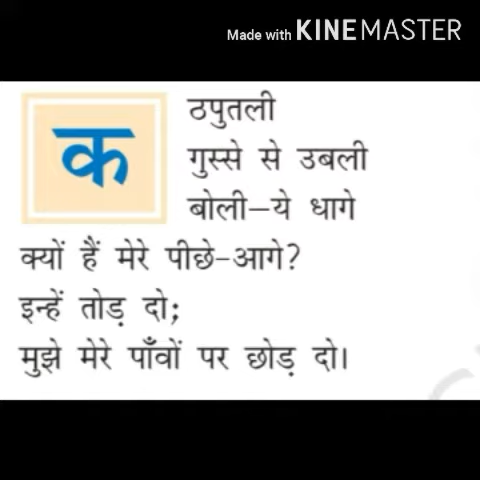 Made with KINEMASTER
क
ठपुतली
गुस्से से उबली
बोली–ये धागे
क्यों हैं मेरे पीछे-आगे?
इन्हें तोड़ दो;
मुझे मेरे पाँवों पर छोड़ दो।